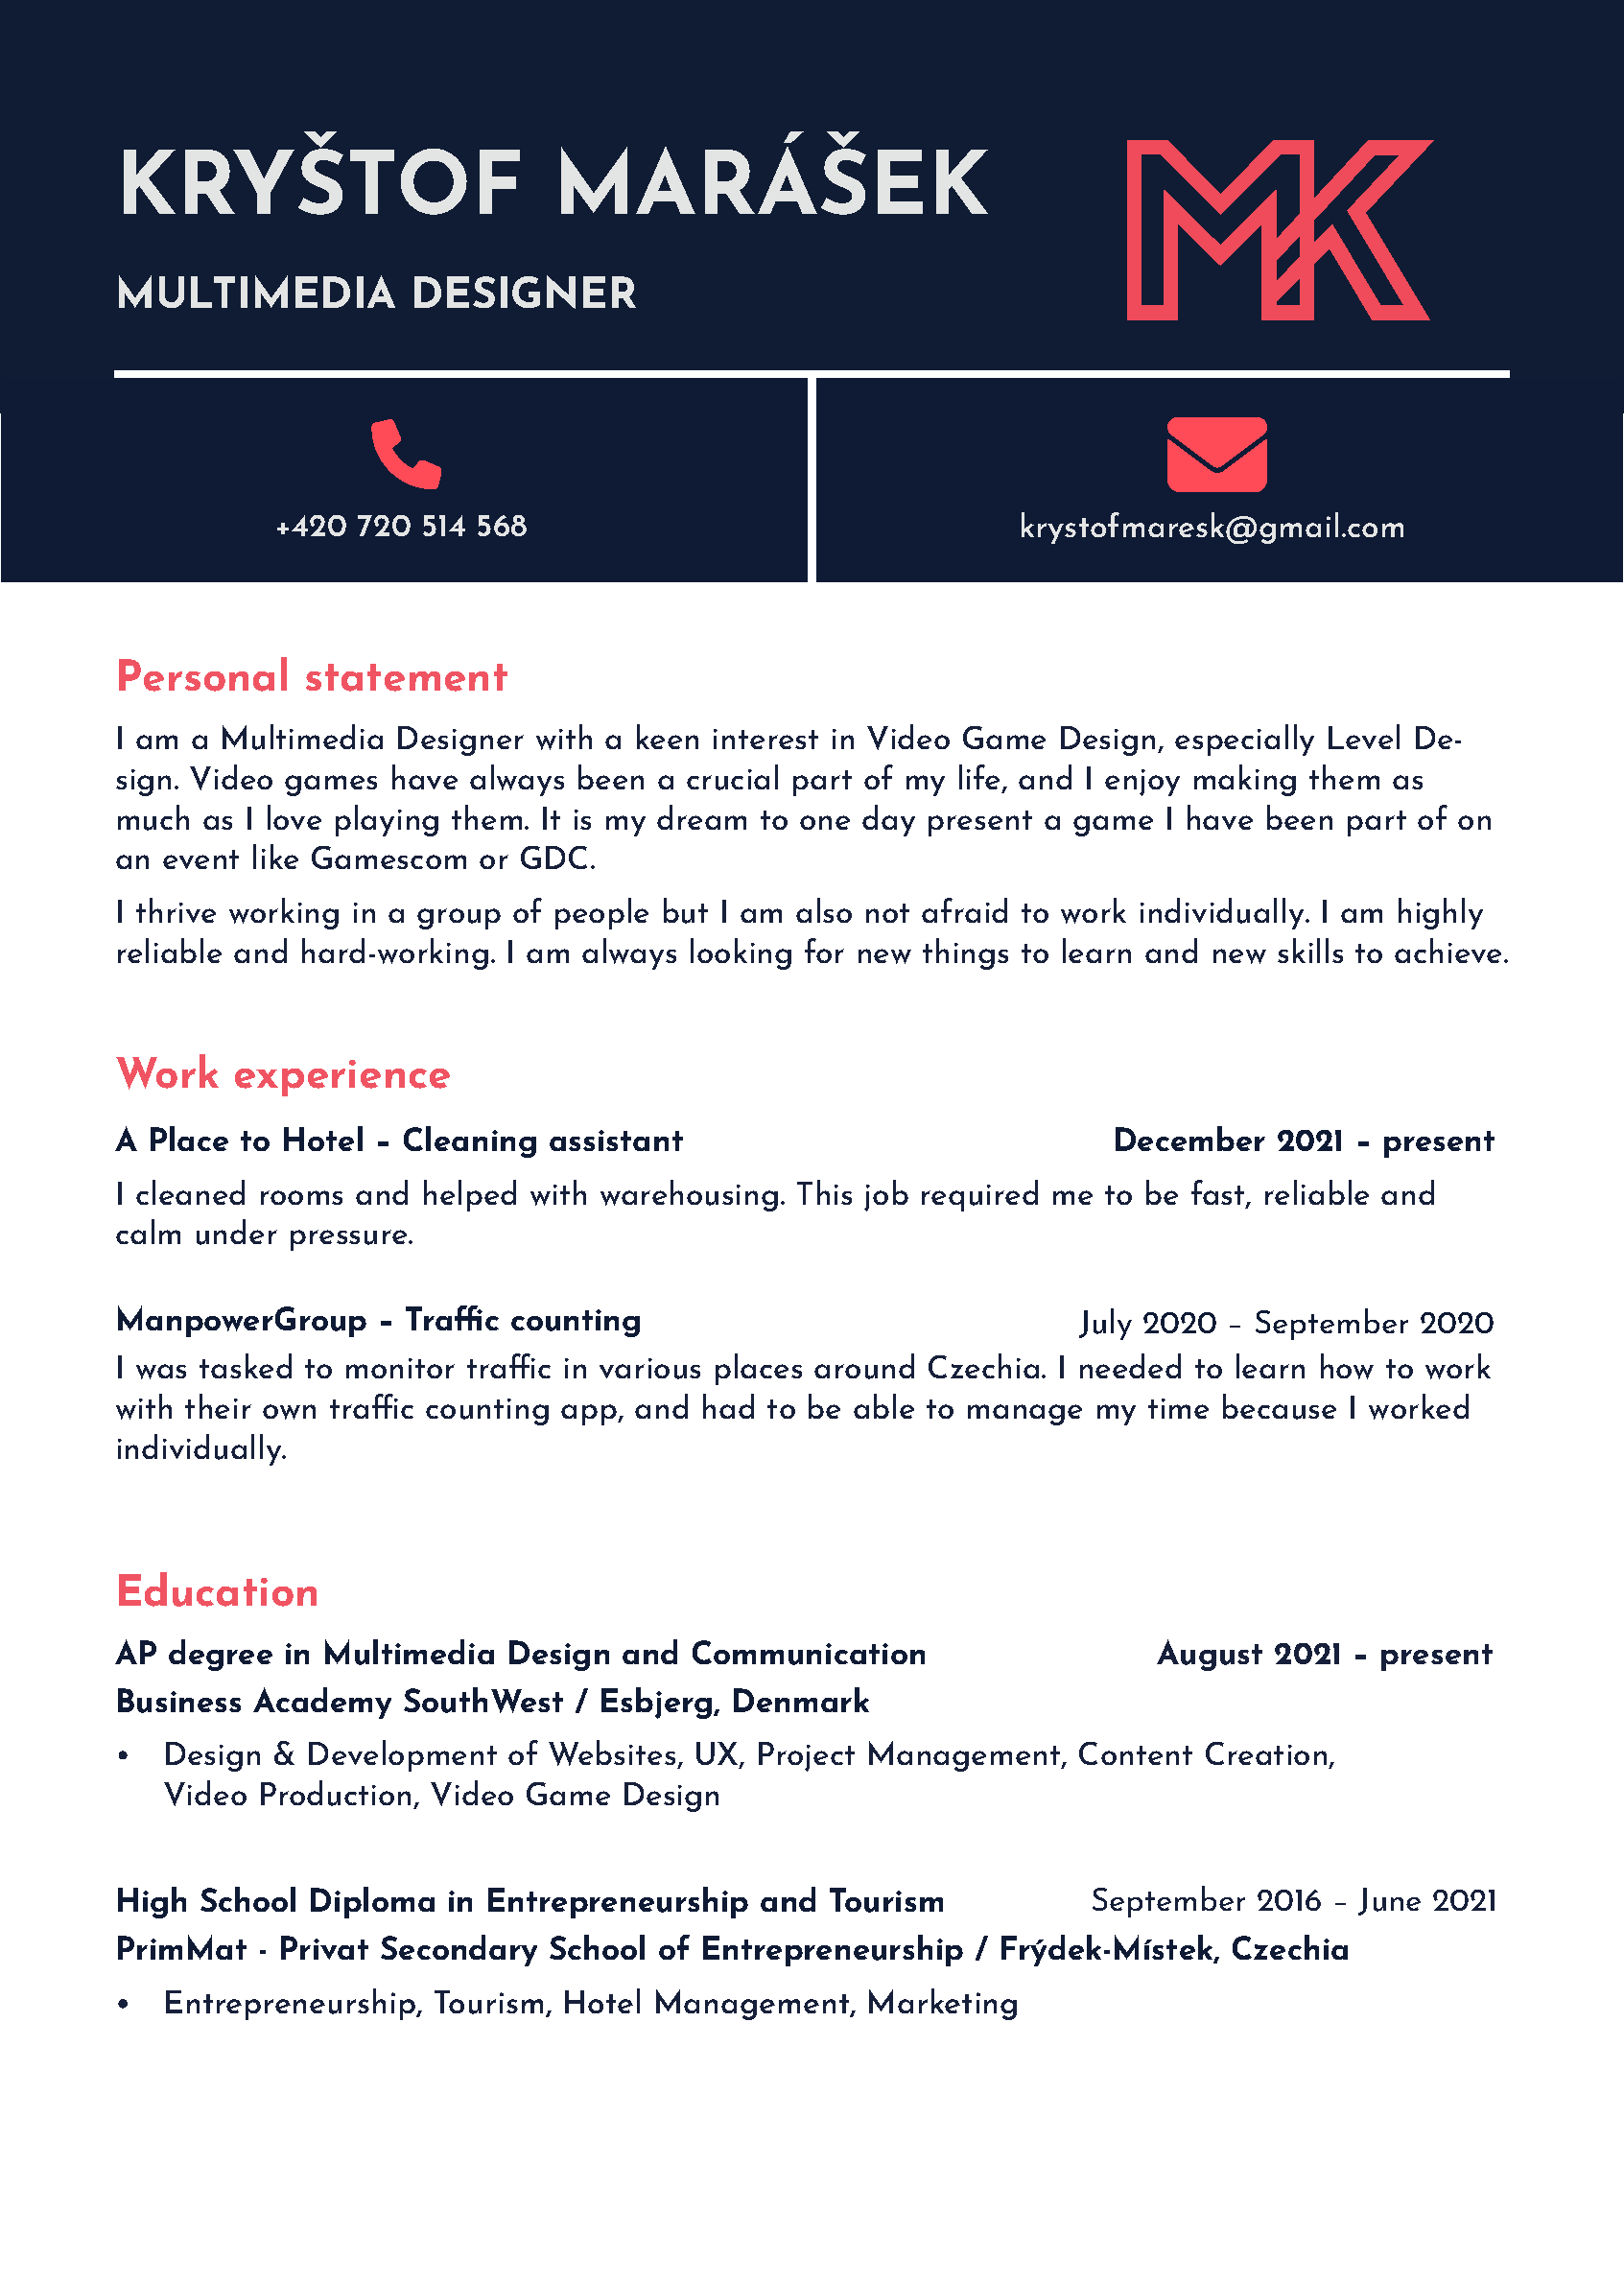 KRYŠTOF MARÁŠEK
MK
MULTIMEDIA DESIGNER
+420 720 514 568
krystofmaresk@gmail.com
Personal statement
I am a Multimedia Designer with a keen interest in Video Game Design, especially Level De-
sign. Video games have always been a crucial part of my life, and I enjoy making them as
much as I love playing them. It is my dream to one day present a game I have been part of on
an event like Gamescom or GDC.
I thrive working in a group of people but I am also not afraid to work individually. I am highly
reliable and hard-working. I am always looking for new things to learn and new skills to achieve.
Work experience
A Place to Hotel – Cleaning assistant December 2021 – present
I cleaned rooms and helped with warehousing. This job required me to be fast, reliable and
calm under pressure.
ManpowerGroup – Traffic counting July 2020 – September 2020
I was tasked to monitor traffic in various places around Czechia. I needed to learn how to work
with their own traffic counting app, and had to be able to manage my time because I worked
individually.
Education
AP degree in Multimedia Design and Communication August 2021 – present
Business Academy SouthWest / Esbjerg, Denmark
• Design & Development of Websites, UX, Project Management, Content Creation,
Video Production, Video Game Design
High School Diploma in Entrepreneurship and Tourism September 2016 – June 2021
PrimMat - Privat Secondary School of Entrepreneurship / Frýdek-Místek, Czechia
• Entrepreneurship, Tourism, Hotel Management, Marketing